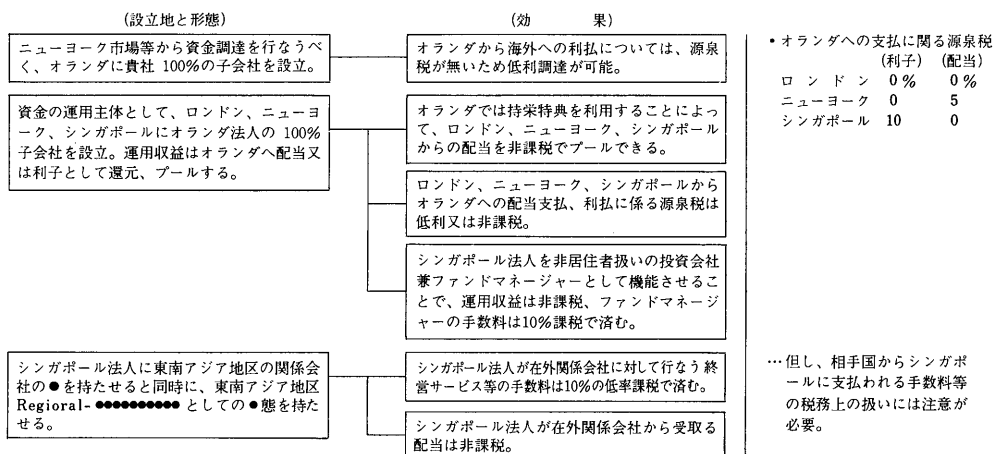 (設立地と形態)
(効　　果)
ニューヨーク市場等から資金調達を行なうべ
く、オランダに貴社 100%の子会社を設立。
オランダから海外への利払については、源泉
税が無いため低利調達が可能。
・オランダへの支払に関る源泉税
(利子) (配当)
ロンドン 0% 0%
ニューヨーク 0 5
シンガポール 10 0
資金の運用主体として、ロンドン、ニューヨ
ーク、シンガポールにオランダ法人の 100%
子会社を設立。運用収益はオランダへ配当又
は利子として還元、プールする。
オランダでは持栄特典を利用することによっ
て、ロンドン、ニューヨーク、シンガポール
からの配当を非課税でプールできる。
ロンドン、ニューヨーク、シンガポールから
オランダへの配当支払、利払に係る源泉税は
低利又は非課税。
シンガポール法人を非居住者扱いの投資会社
兼ファンドマネージャーとして機能させるこ
とで、運用収益は非課税、ファンドマネージ
ャーの手数料は10%課税で済む。
シンガポール法人に東南アジア地区の関係会
社の●を持たせると同時に、東南アジア地区
Regioral-●●●●●●●●●● としての●態を持た
せる。
シンガポール法人が在外関係会社に対して行なう終
営サービス等の手数料は10%の低率課税で済む。
シンガポール法人が在外関係会社から受取る
配当は非課税。
…但し、相手国からシンガポ
ールに支払われる手数料等
の税務上の扱いには注意が
必要。